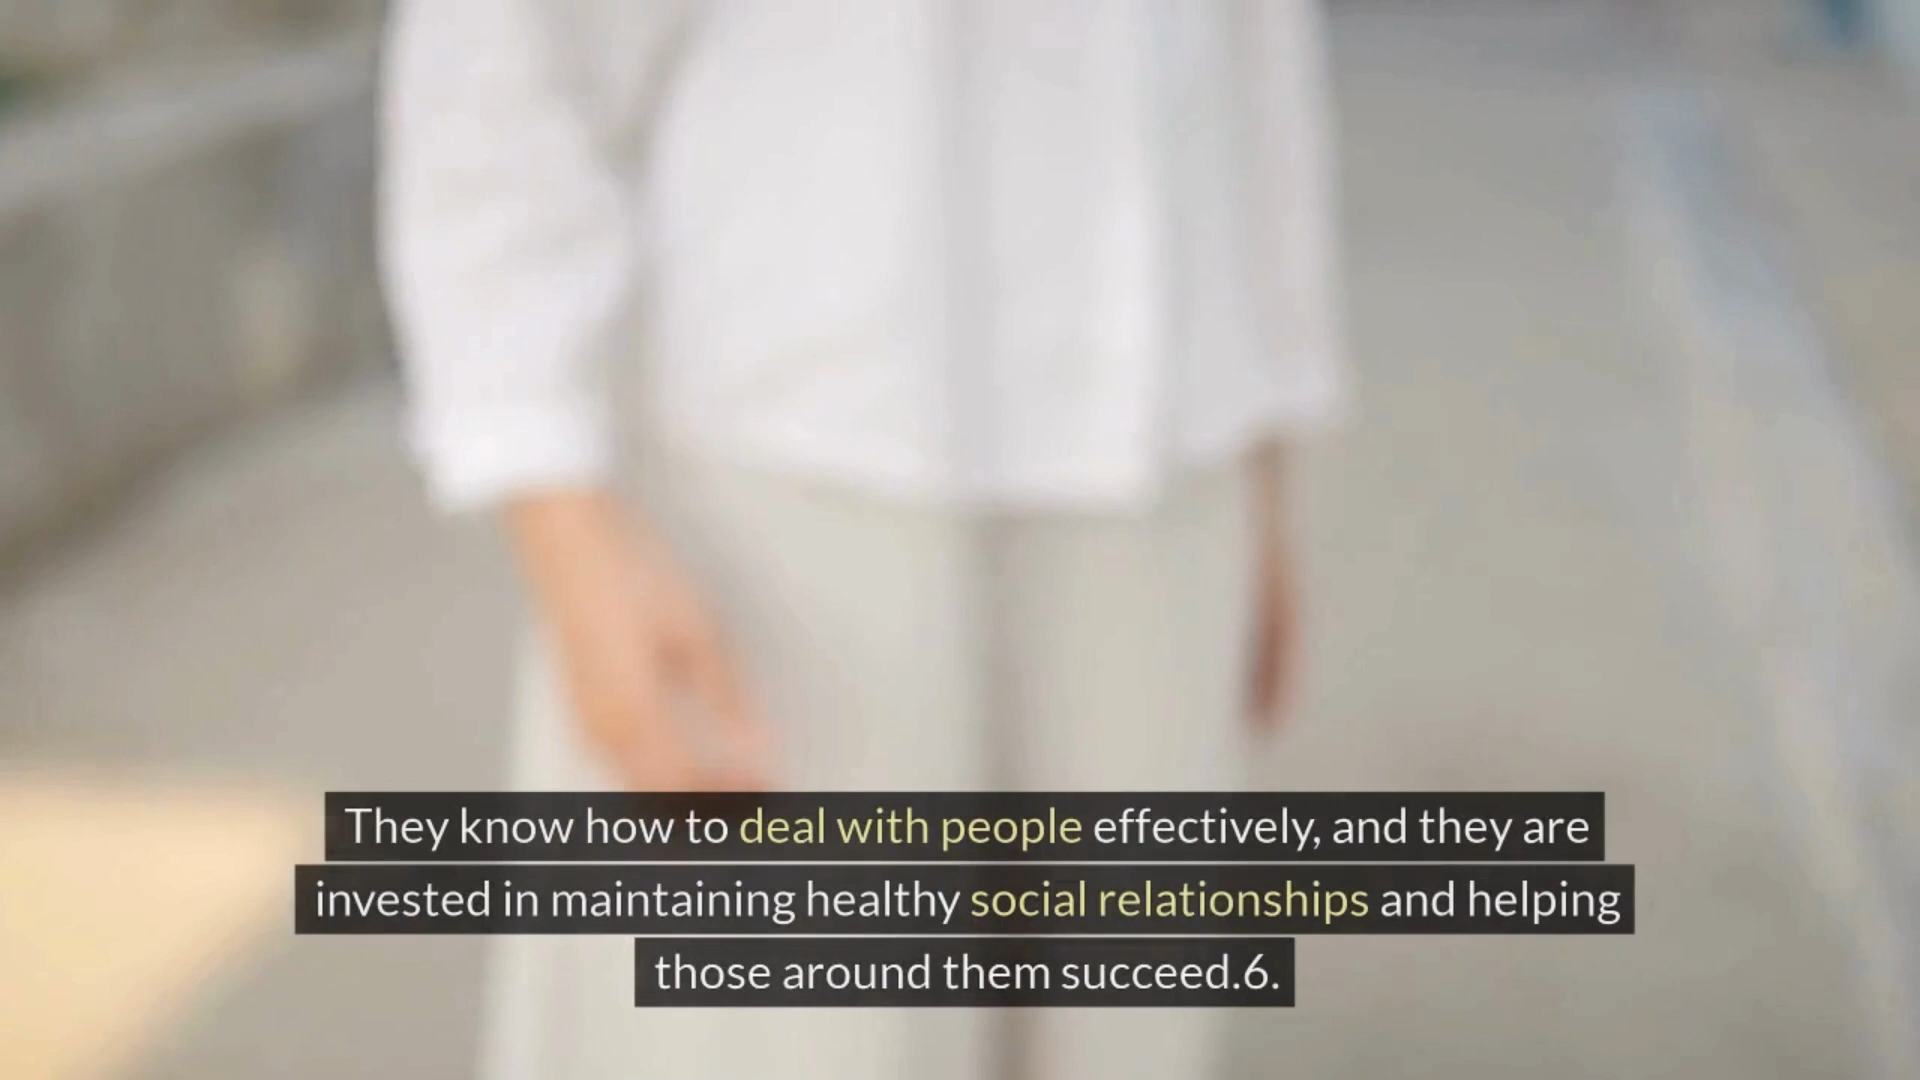 They know how to deal with people effectively, and they are
invested in maintaining healthy social relationships and helping
those around them succeed.6.